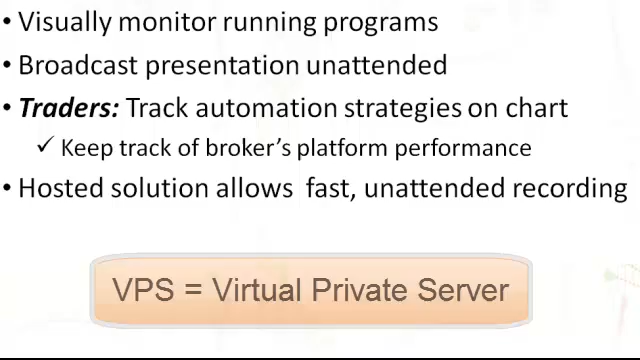 • Visually monitor running programs
• Broadcast presentation unattended
• Traders: Track automation strategies on chart
✓ Keep track of broker's platform performance
• Hosted solution allows fast, unattended recording
VPS = Virtual Private Server